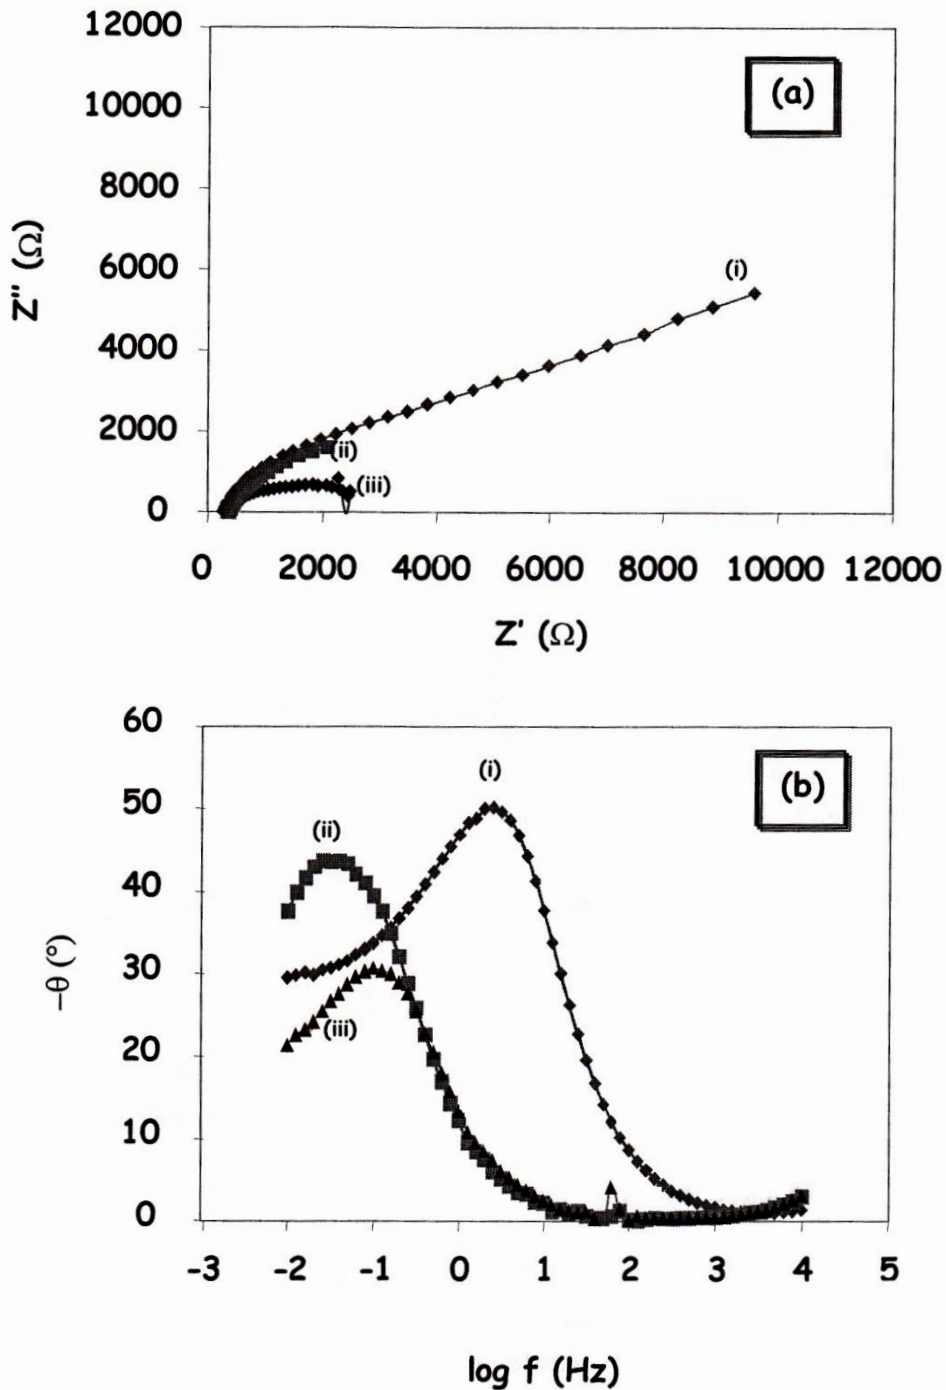 12000
(a)
10000
8000
6000
(i)
4000
2000
(ii)
(iii)
0
Z'' (Ω)
0 2000 4000 6000 8000 10000 12000
Z' (Ω)
60
(b)
(i)
50
(ii)
40
30
(iii)
20
10
0
–θ (°)
-3 -2 -1 0 1 2 3 4 5
log f (Hz)